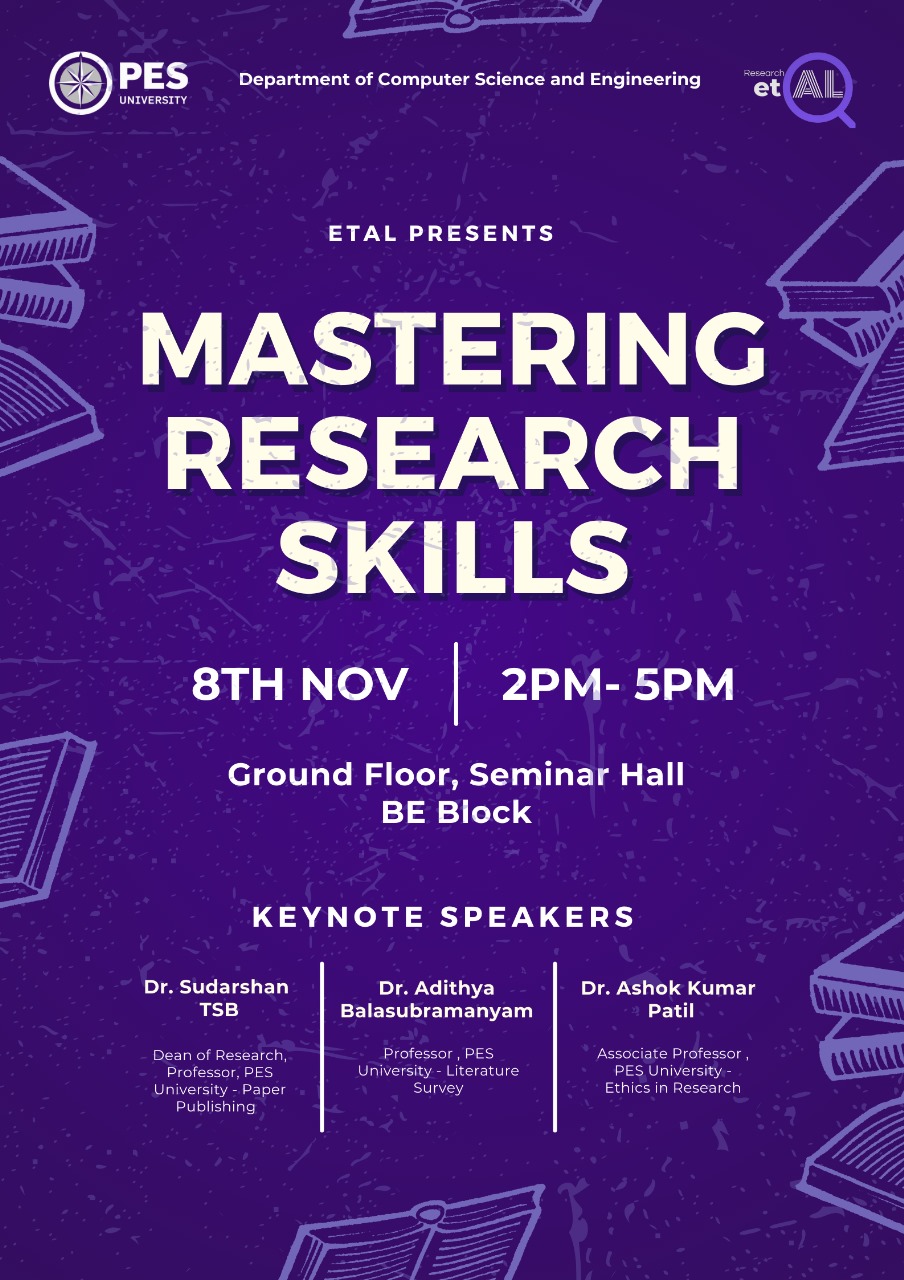 PES
UNIVERSITY
Department of Computer Science and Engineering
Research
et AL
ETAL PRESENTS
MASTERING
RESEARCH
SKILLS
8TH NOV
2PM- 5PM
Ground Floor, Seminar Hall
BE Block
KEYNOTE SPEAKERS
Dr. Sudarshan
TSB
Dean of Research,
Professor, PES
University - Paper
Publishing
Dr. Adithya
Balasubramanyam
Professor , PES
University - Literature
Survey
Dr. Ashok Kumar
Patil
Associate Professor ,
PES University -
Ethics in Research